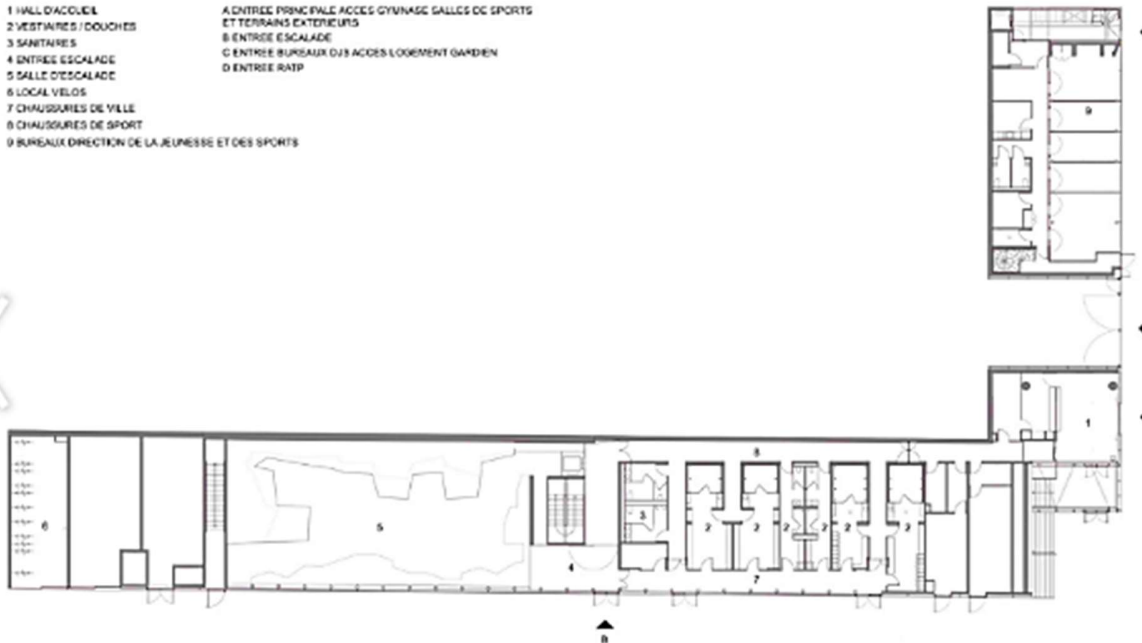 1 HALL D'ACCUEIL
2 VESTIAIRES / DOUCHES
3 SANITAIRES
4 ENTREE ESCALADE
5 SALLE D'ESCALADE
6 LOCAL VELOS
7 CHAUSSURES DE VILLE
8 CHAUSSURES DE SPORT
9 BUREAUX DIRECTION DE LA JEUNESSE ET DES SPORTS
A ENTREE PRINCIPALE ACCES GYMNASE SALLES DE SPORTS
ET TERRAINS EXTERIEURS
B ENTREE ESCALADE
C ENTREE BUREAUX DJS ACCES LOGEMENT GARDIEN
D ENTREE RATP
9
1
8
6
5
3
2
2
2
2
2
2
4
7
B